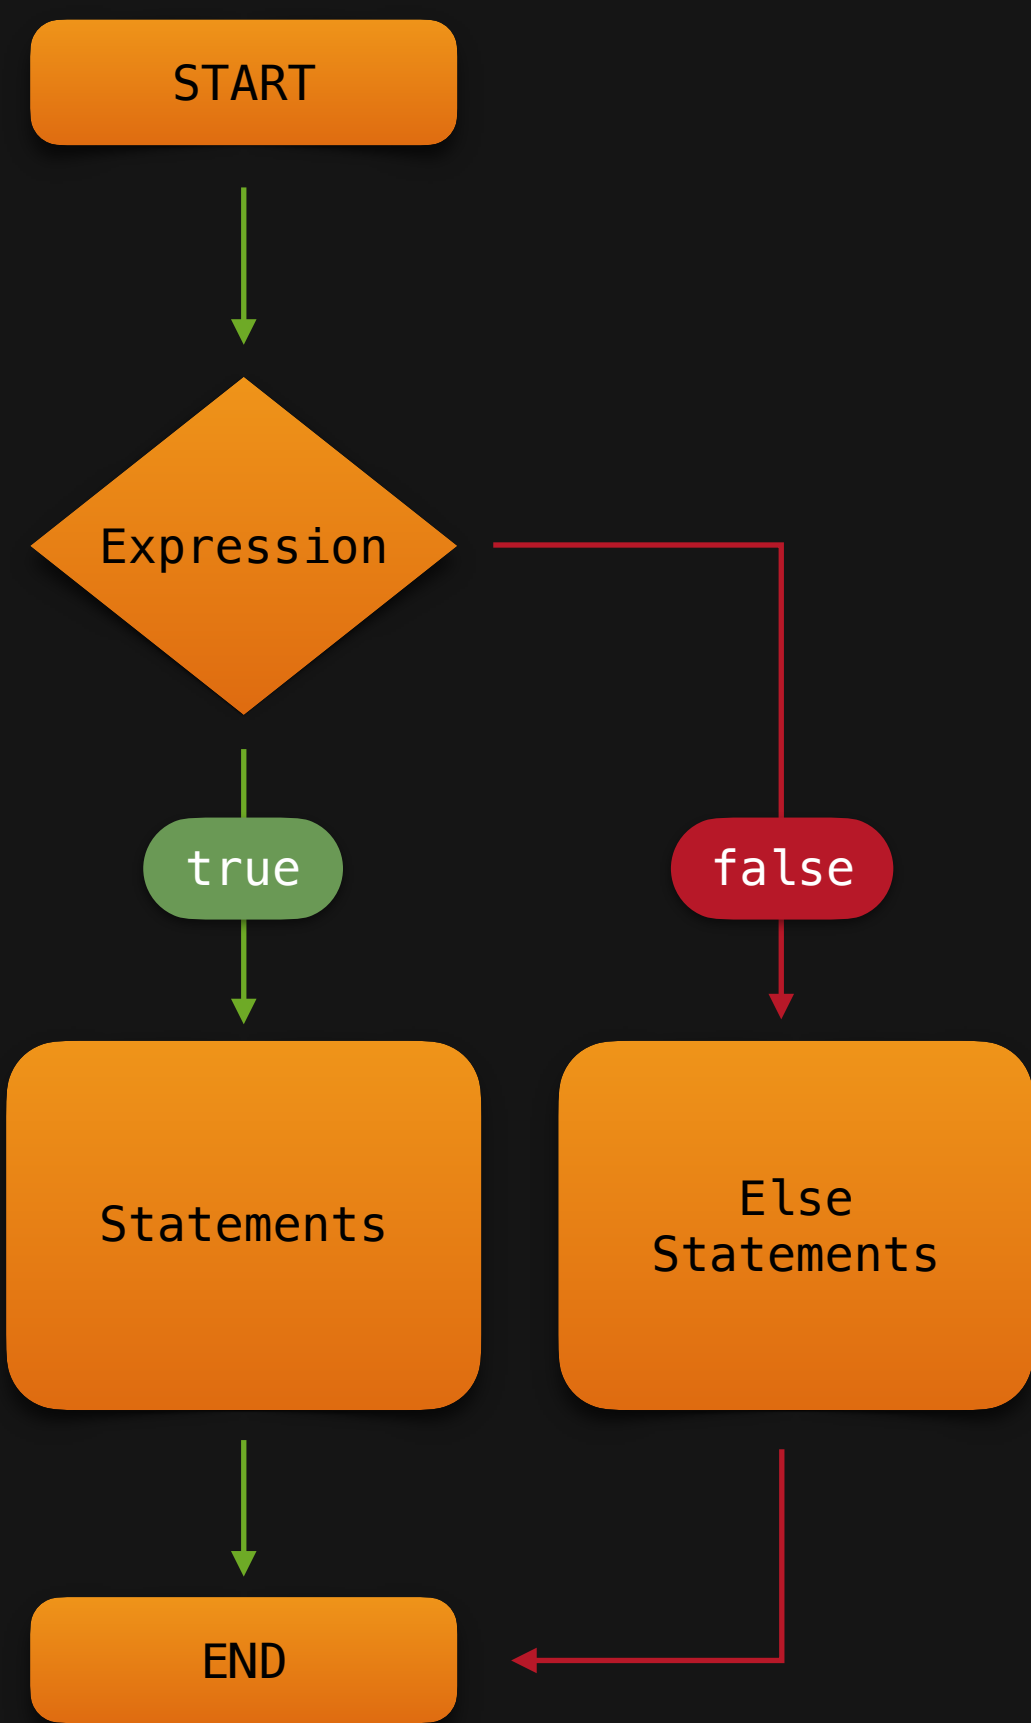 START
Expression
true
false
Statements
Else
Statements
END